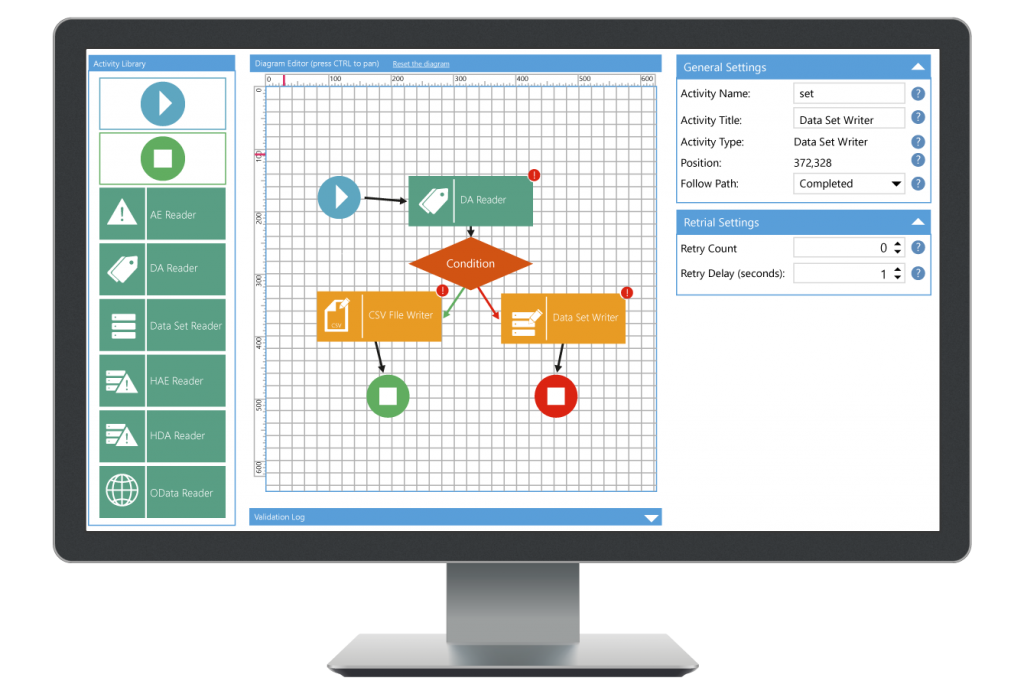 Activity Library
AE Reader
DA Reader
Data Set Reader
HAE Reader
HDA Reader
OData Reader
Diagram Editor (press CTRL to pan) Reset the diagram
0 100 200 300 400 500 600
0
100
200
300
400
500
600
DA Reader
!
Condition
CSV File Writer
!
CSV
Data Set Writer
!
Validation Log
General Settings
Activity Name: set ?
Activity Title: Data Set Writer ?
Activity Type: Data Set Writer ?
Position: 372,328 ?
Follow Path: Completed ?
Retrial Settings
Retry Count 0 ?
Retry Delay (seconds): 1 ?